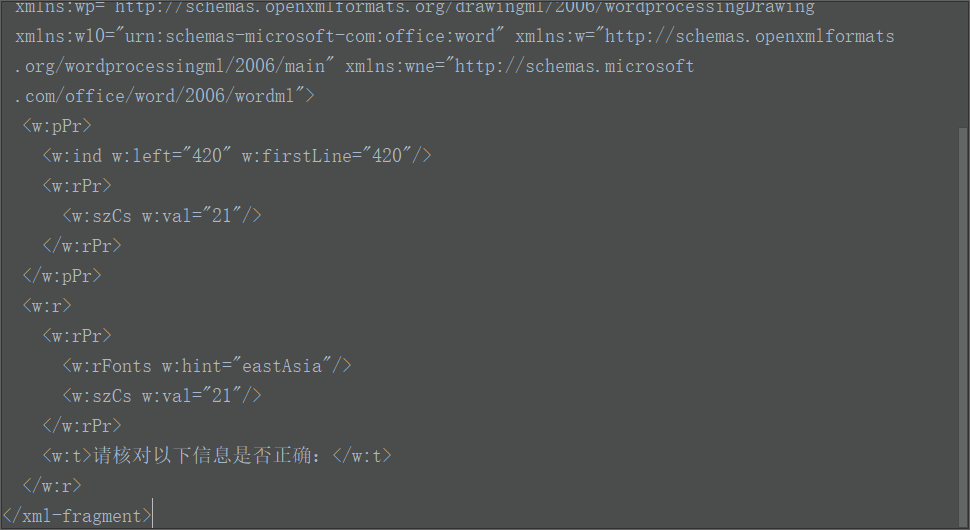 xmlns:wp="http://schemas.openxmlformats.org/drawingml/2006/wordprocessingDrawing
xmlns:w10="urn:schemas-microsoft-com:office:word" xmlns:w="http://schemas.openxmlformats
.org/wordprocessingml/2006/main" xmlns:wne="http://schemas.microsoft
.com/office/word/2006/wordml">
<w:pPr>
<w:ind w:left="420" w:firstLine="420"/>
<w:rPr>
<w:szCs w:val="21"/>
</w:rPr>
</w:pPr>
<w:r>
<w:rPr>
<w:rFonts w:hint="eastAsia"/>
<w:szCs w:val="21"/>
</w:rPr>
<w:t>请核对以下信息是否正确：</w:t>
</w:r>
</xml-fragment>